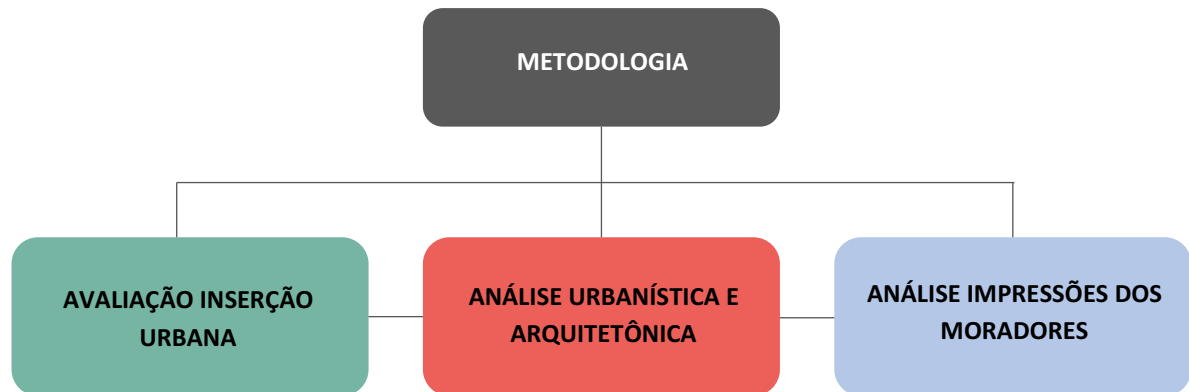 METODOLOGIA
AVALIAÇÃO INSERÇÃO
URBANA
ANÁLISE URBANÍSTICA E
ARQUITETÔNICA
ANÁLISE IMPRESSÕES DOS
MORADORES